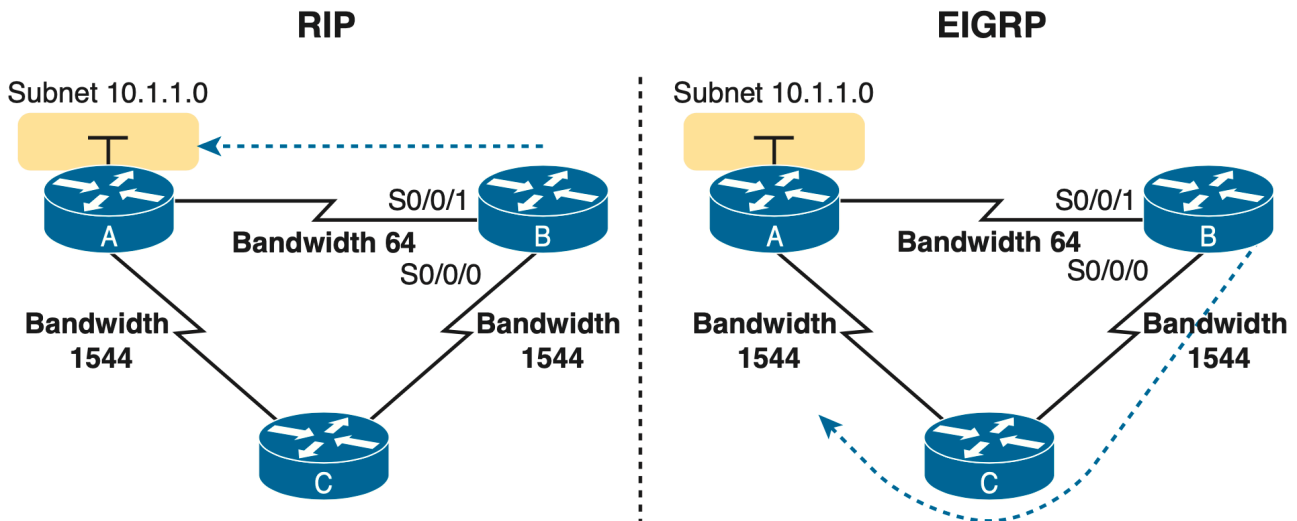 RIP
Subnet 10.1.1.0
A
S0/0/1
B
Bandwidth 64
S0/0/0
Bandwidth
1544
Bandwidth
1544
C
EIGRP
Subnet 10.1.1.0
A
S0/0/1
B
Bandwidth 64
S0/0/0
Bandwidth
1544
Bandwidth
1544
C